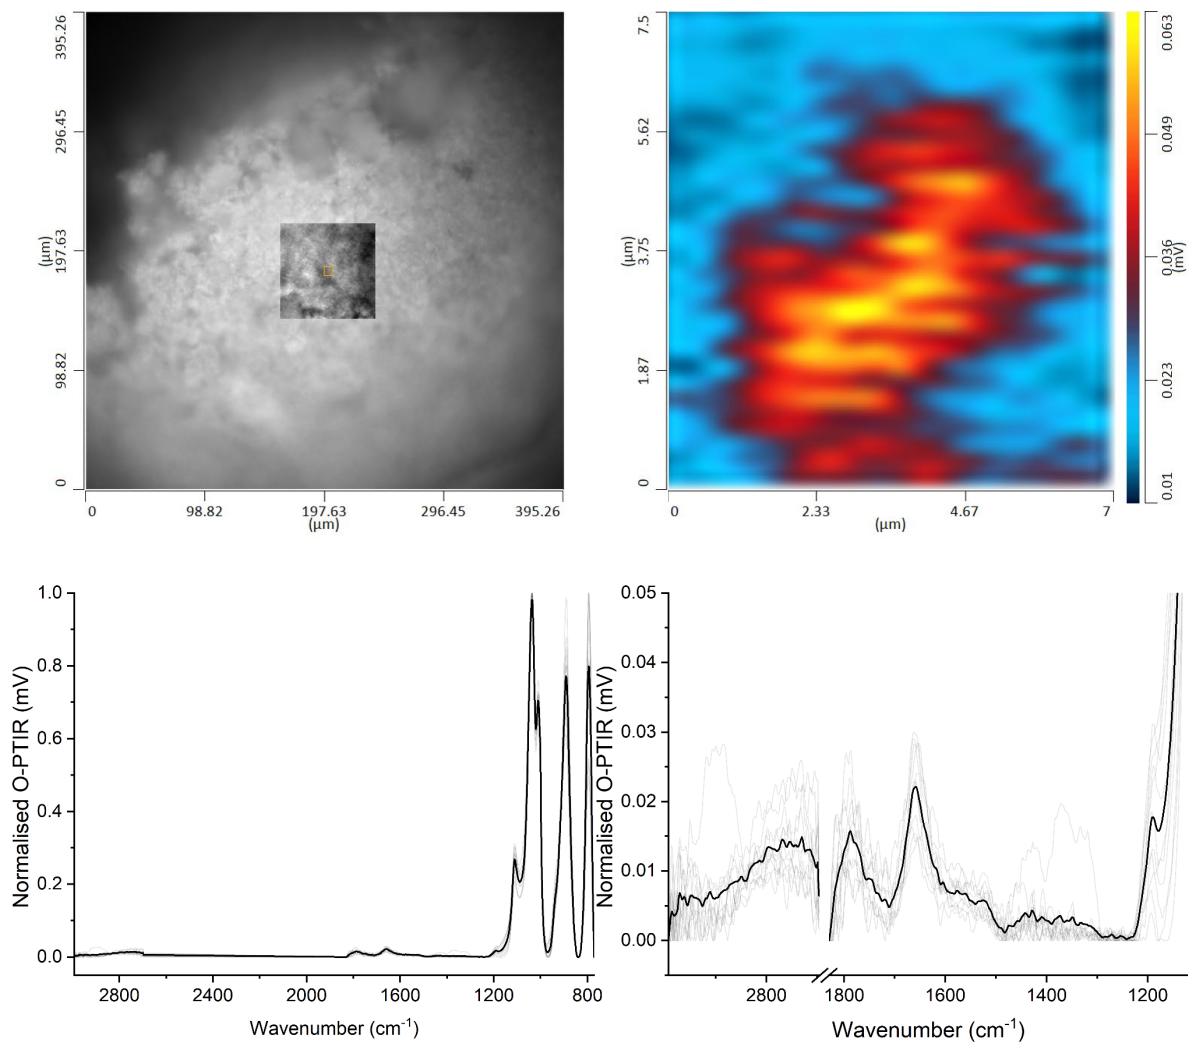 395.26
296.45
(μm)
197.63
98.82
0
0 98.82 197.63 296.45 395.26
(μm)
7.5
5.62
(μm)
3.75
1.87
0
0 2.33 4.67 7
(μm)
0.063
0.049
0.036
(mV)
0.023
0.01
Normalised O-PTIR (mV)
1.0
0.8
0.6
0.4
0.2
0.0
2800 2400 2000 1600 1200 800
Wavenumber (cm-1)
Normalised O-PTIR (mV)
0.05
0.04
0.03
0.02
0.01
0.00
2800 1800 1600 1400 1200
Wavenumber (cm-1)